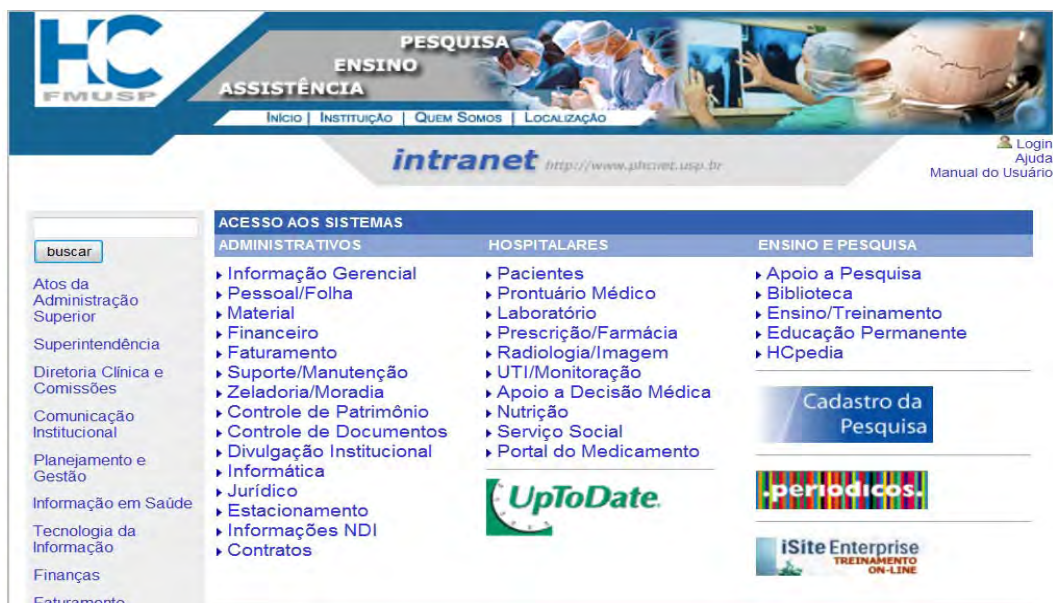 HC
FMUSP
PESQUISA
ENSINO
ASSISTÊNCIA
INÍCIO | INSTITUIÇÃO | QUEM SOMOS | LOCALIZAÇÃO
intranet http://www.phcnet.usp.br
Login
Ajuda
Manual do Usuário
buscar
Atos da
Administração
Superior
Superintendência
Diretoria Clínica e
Comissões
Comunicação
Institucional
Planejamento e
Gestão
Informação em Saúde
Tecnologia da
Informação
Finanças
Faturamento
ACESSO AOS SISTEMAS
ADMINISTRATIVOS
Informação Gerencial
Pessoal/Folha
Material
Financeiro
Faturamento
Suporte/Manutenção
Zeladoria/Moradia
Controle de Patrimônio
Controle de Documentos
Divulgação Institucional
Informática
Jurídico
Estacionamento
Informações NDI
Contratos
HOSPITALARES
Pacientes
Prontuário Médico
Laboratório
Prescrição/Farmácia
Radiologia/Imagem
UTI/Monitoração
Apoio a Decisão Médica
Nutrição
Serviço Social
Portal do Medicamento
UpToDate.
ENSINO E PESQUISA
Apoio a Pesquisa
Biblioteca
Ensino/Treinamento
Educação Permanente
HCpedia
Cadastro da
Pesquisa
.periodicos.
iSite Enterprise
TREINAMENTO
ON-LINE